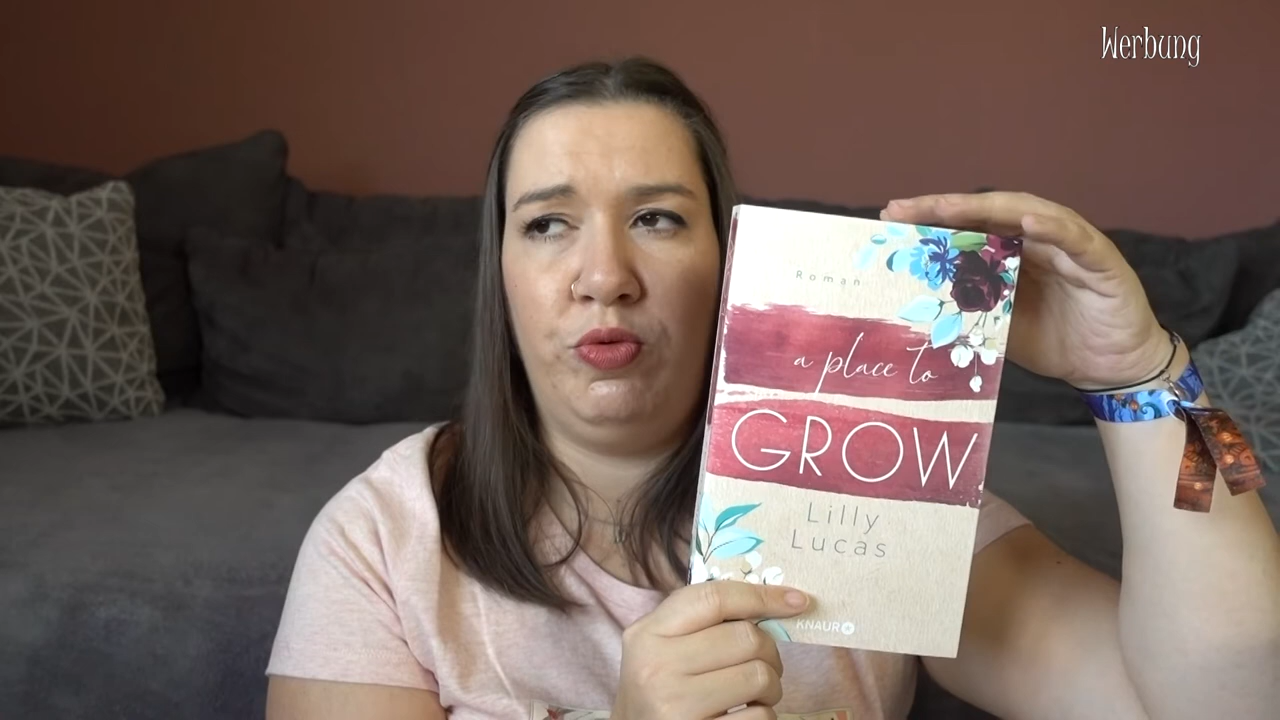 Werbung
Roman
a place to
GROW
Lilly
Lucas
KNAUR